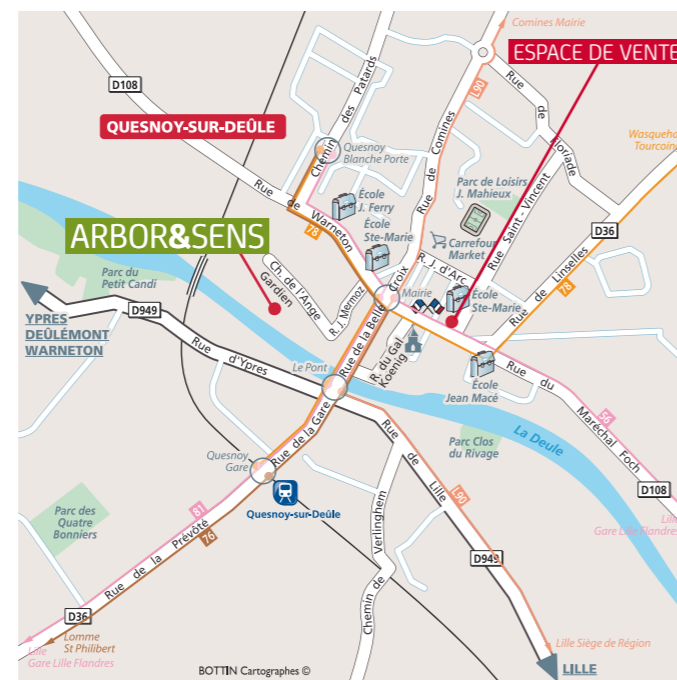 Comines Mairie
ESPACE DE VENTE
D108
Chemin des Patards
L90
Rue de Comines
Rue de Floriade
Wasqueha
Tourcoing
QUESNOY-SUR-DEÛLE
Quesnoy
Blanche Porte
Parc de Loisirs
J. Mahieux
Rue Saint-Vincent
École
J. Ferry
Rue de Warneton
78
École
Ste-Marie
Carrefour
Market
D36
ARBOR&SENS
R. J. d'Arc
Rue de Linselles
78
Parc du
Petit Candi
Ch. de l'Ange
Gardien
R. J. Mermoz
Rue de la Belle Croix
Mairie
École
Ste-Marie
D949
YPRES
DEÛLÉMONT
WARNETON
Rue d'Ypres
Le Pont
R. du Gal
Koenig
École
Jean Macé
Rue du Maréchal Foch
56
Rue de la Gare
La Deule
Parc Clos
du Rivage
Quesnoy
Gare
Rue de Lille
L90
D108
Quesnoy-sur-Deûle
Parc des
Quatre
Bonniers
81
76
Rue de la Prévôté
Chemin de Verlinghem
Lille
Gare Lille Flandres
D949
D36
Lomme
St Philibert
Lille
Gare Lille Flandres
Lille Siège de Région
BOTTIN Cartographes ©
LILLE